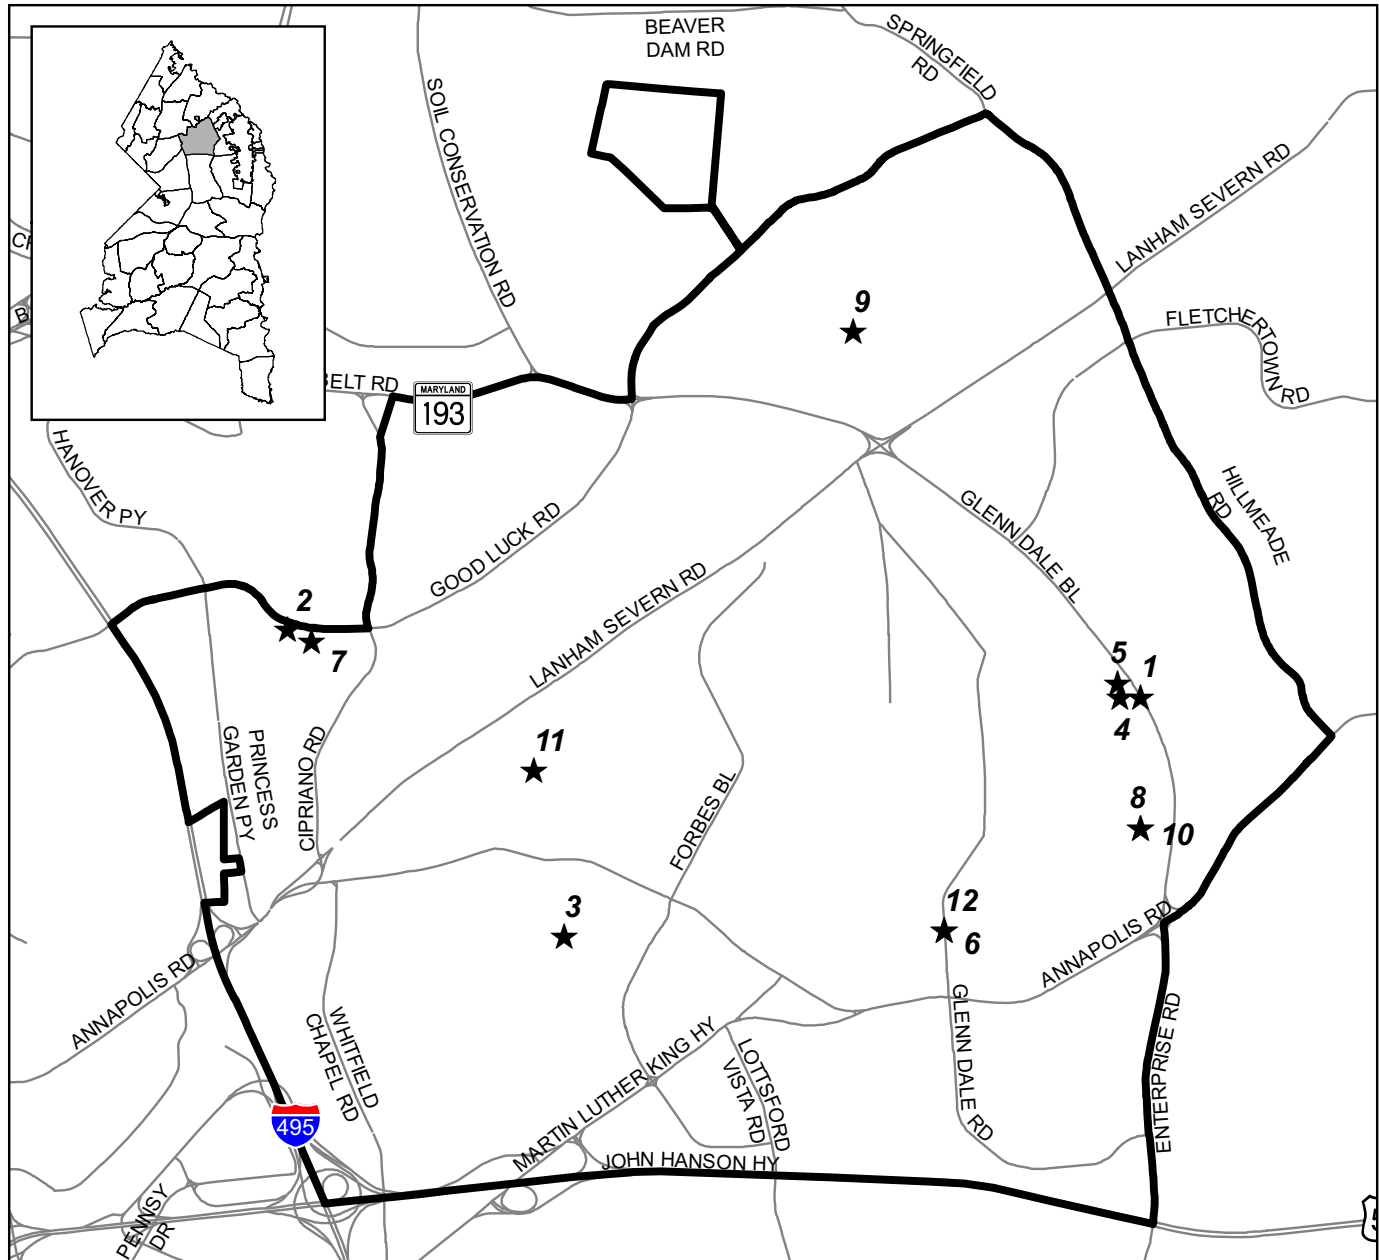 BEAVER
DAM RD
SPRINGFIELD
RD
SOIL CONSERVATION RD
LANHAM SEVERN RD
9
FLETCHERTOWN
RD
BELT RD
MARYLAND
193
HANOVER PY
HILLMEADE
RD
GLENN DALE BL
GOOD LUCK RD
LANHAM SEVERN RD
2
7
5
1
4
PRINCESS
GARDEN PY
CIPRIANO RD
11
FORBES BL
8
10
3
12
6
ANNAPOLIS RD
ANNAPOLIS RD
WHITFIELD
CHAPEL RD
GLENN DALE RD
ENTERPRISE RD
MARTIN LUTHER KING HY
LOTTSFORD
VISTA RD
495
JOHN HANSON HY
PENNSY
DR